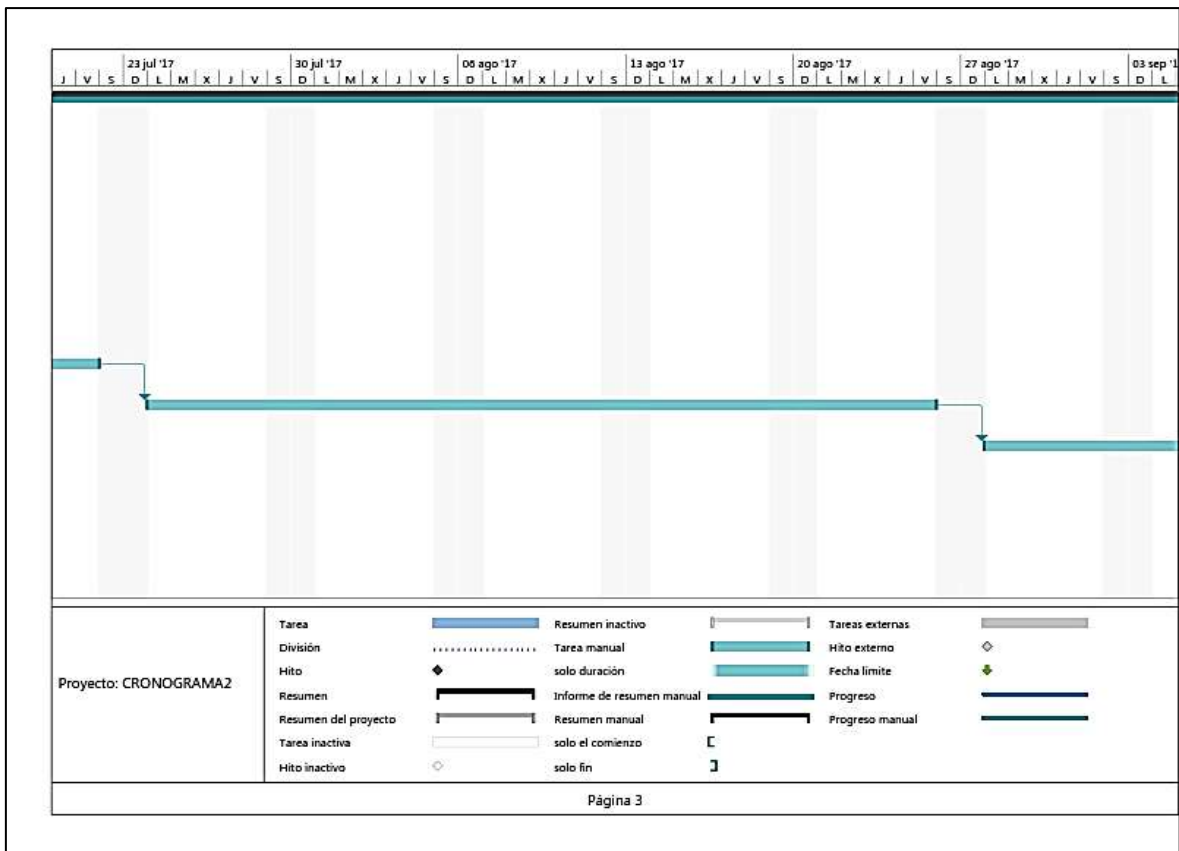 23 jul '17 30 jul '17 06 ago '17 13 ago '17 20 ago '17 27 ago '17 03 sep '1
J V S D L M X J V S D L M X J V S D L M X J V S D L M X J V S D L M X J V S D L M X J V S D L
Tarea Resumen inactivo Tareas externas
División Tarea manual Hito externo
Hito solo duración Fecha límite
Proyecto: CRONOGRAMA2
Resumen Informe de resumen manual Progreso
Resumen del proyecto Resumen manual Progreso manual
Tarea inactiva solo el comienzo
Hito inactivo solo fin
Página 3